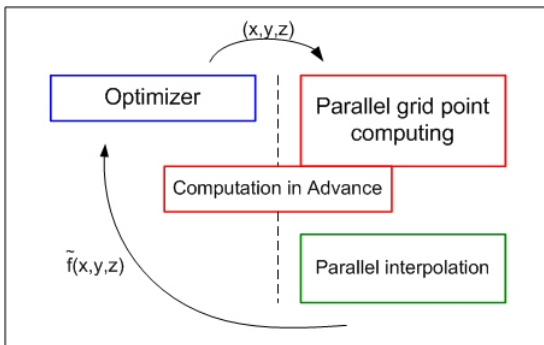 (x,y,z)
Optimizer
Parallel grid point
computing
Computation in Advance
f̃(x,y,z)
Parallel interpolation